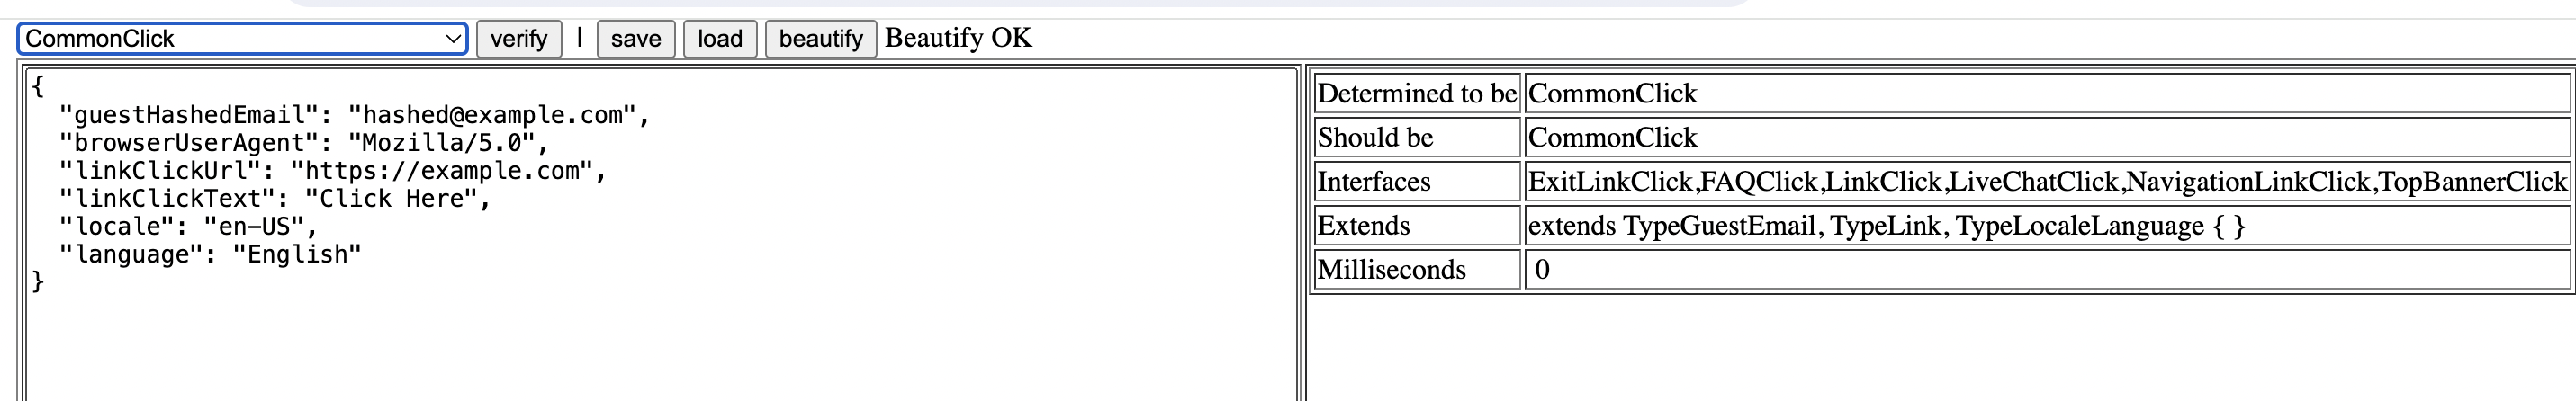 CommonClick verify | save load beautify Beautify OK
{
"guestHashedEmail": "hashed@example.com",
"browserUserAgent": "Mozilla/5.0",
"linkClickUrl": "https://example.com",
"linkClickText": "Click Here",
"locale": "en-US",
"language": "English"
}
Determined to be CommonClick
Should be CommonClick
Interfaces ExitLinkClick,FAQClick,LinkClick,LiveChatClick,NavigationLinkClick,TopBannerClick
Extends extends TypeGuestEmail, TypeLink, TypeLocaleLanguage { }
Milliseconds 0